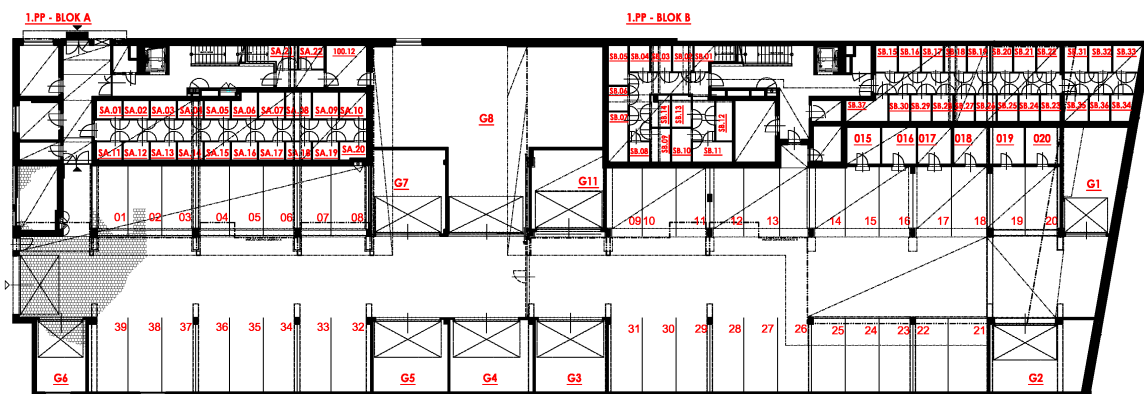 1.PP - BLOK A
1.PP - BLOK B
SA.22
100.12
SB.05 SB.04 SB.03 SB.02 SB.01
SB.15 SB.16 SB.17 SB.18 SB.19 SB.20 SB.21 SB.22 SB.31 SB.32 SB.33
SB.06
SA.01 SA.02 SA.03 SA.04 SA.05 SA.06 SA.07 SA.08 SA.09 SA.10
SB.07
SB.14 SB.13 SB.12
SB.37 SB.30 SB.29 SB.28 SB.27 SB.26 SB.25 SB.24 SB.23 SB.35 SB.36 SB.34
G8
SA.11 SA.12 SA.13 SA.14 SA.15 SA.16 SA.17 SA.18 SA.19 SA.20
SB.08 SB.09 SB.10 SB.11
015 016 017 018 019 020
G7
G11
G1
01 02 03 04 05 06 07 08
09 10 11 12 13 14 15 16 17 18 19 20
39 38 37 36 35 34 33 32
31 30 29 28 27 26 25 24 23 22 21
G6
G5
G4
G3
G2